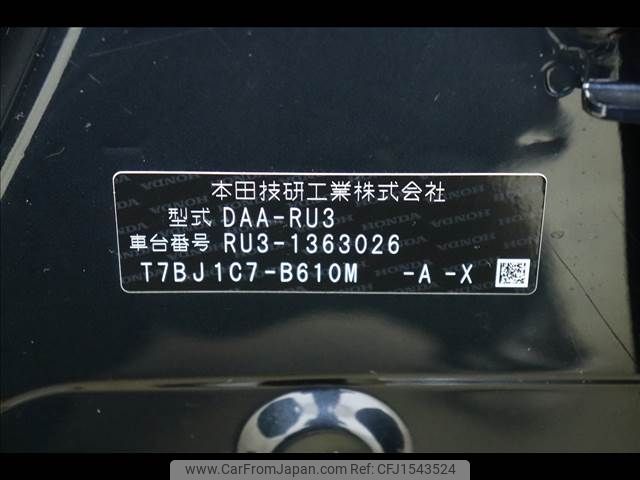 本田技研工業株式会社
型式 DAA-RU3
車台番号 RU3-1363026
T7BJ1C7-B610M -A -X
www.CarFromJapan.com CFJ1543524